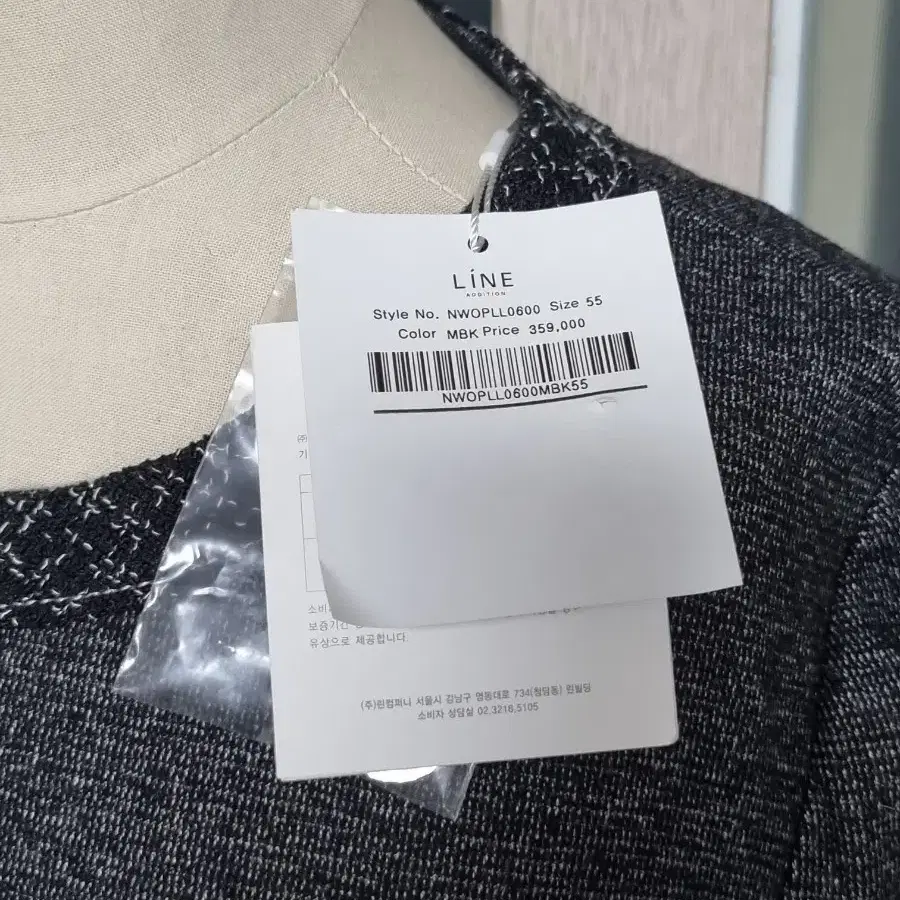 LÍNE
ADDITION
Style No. NWOPLL0600 Size 55
Color MBK Price 359,000
NWOPLL0600MBK55
(주)
기
소비
보증기간
유상으로 제공합니다.
(주)린컴퍼니 서울시 강남구 영동대로 734(청담동) 린빌딩
소비자 상담실 02.3218.5105